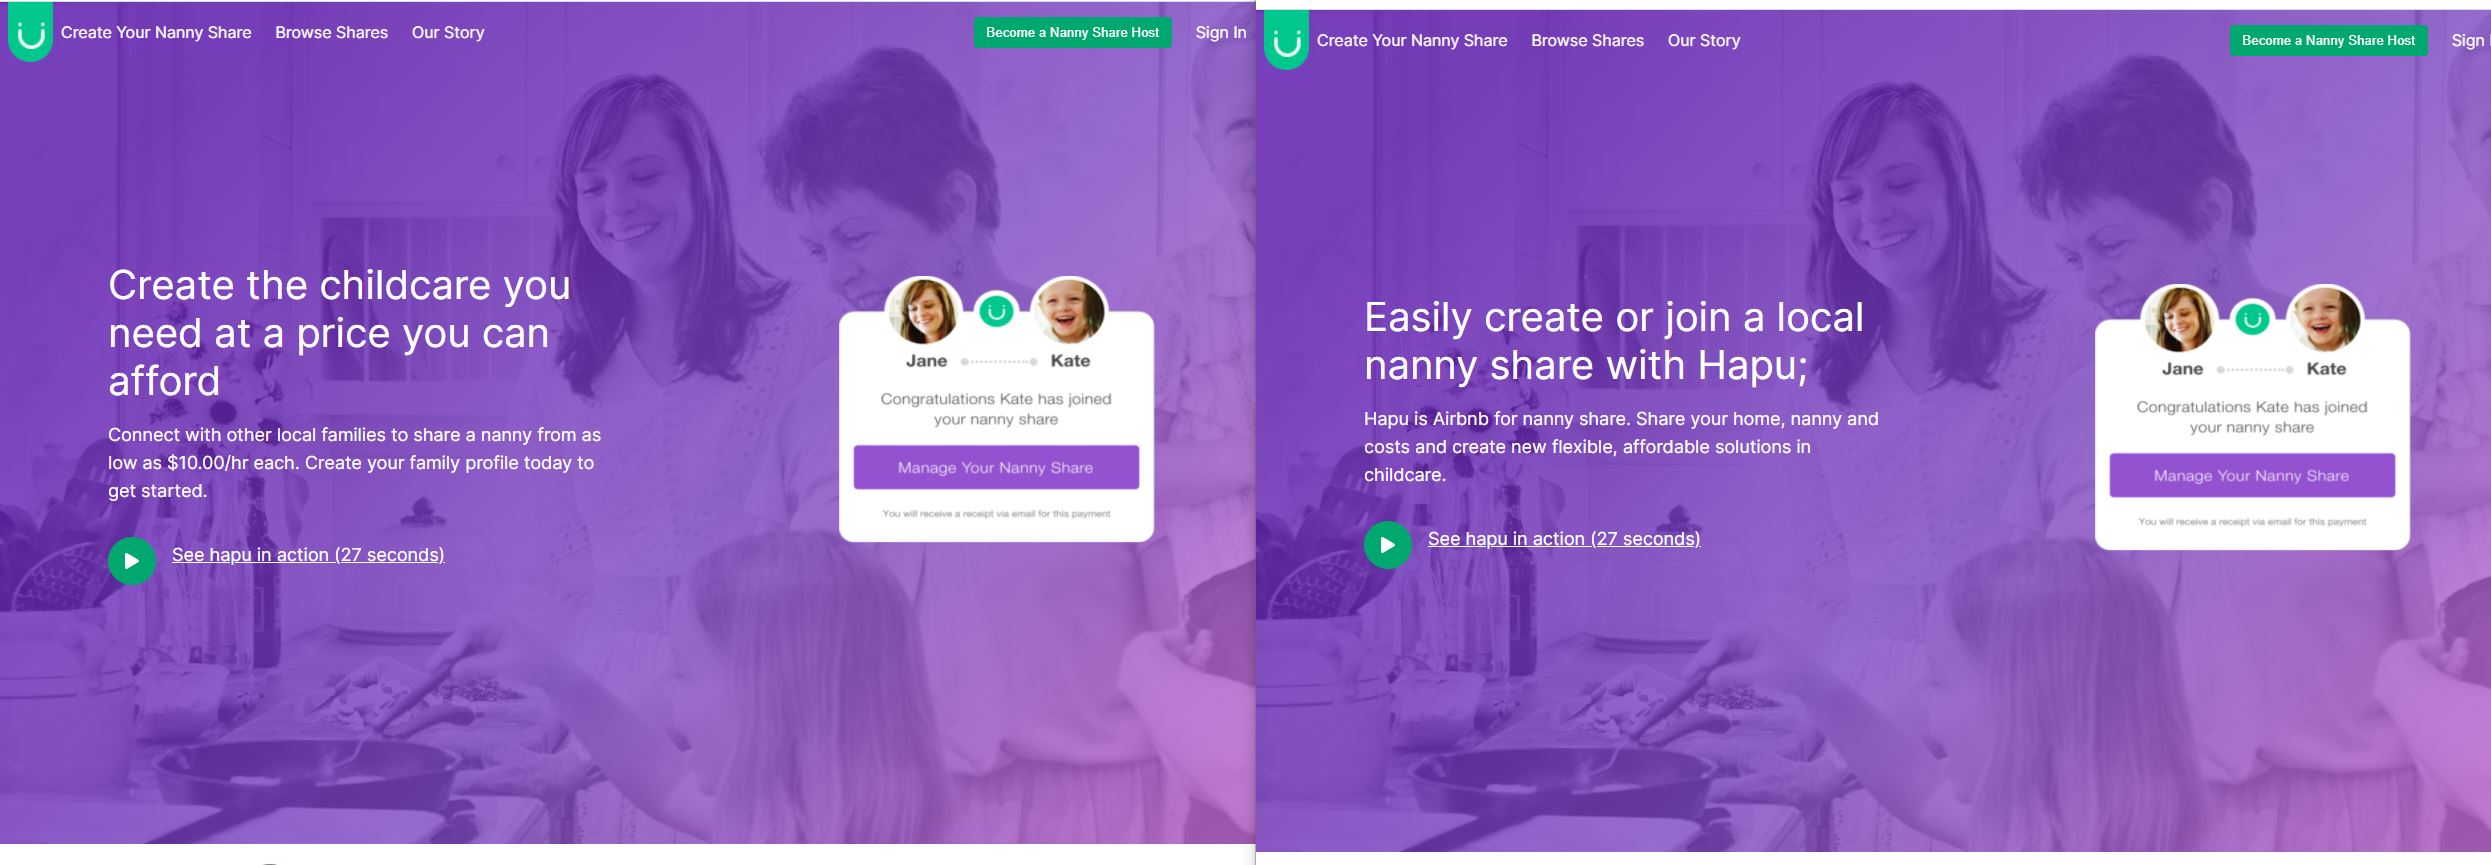 Create Your Nanny Share
Browse Shares
Our Story
Become a Nanny Share Host
Sign In
Create the childcare you
need at a price you can
afford
Connect with other local families to share a nanny from as
low as $10.00/hr each. Create your family profile today to
get started.
See hapu in action (27 seconds)
Jane
Kate
Congratulations Kate has joined
your nanny share
Manage Your Nanny Share
You will receive a receipt via email for this payment
Create Your Nanny Share
Browse Shares
Our Story
Become a Nanny Share Host
Sign
Easily create or join a local
nanny share with Hapu;
Hapu is Airbnb for nanny share. Share your home, nanny and
costs and create new flexible, affordable solutions in
childcare.
See hapu in action (27 seconds)
Jane
Kate
Congratulations Kate has joined
your nanny share
Manage Your Nanny Share
You will receive a receipt via email for this payment